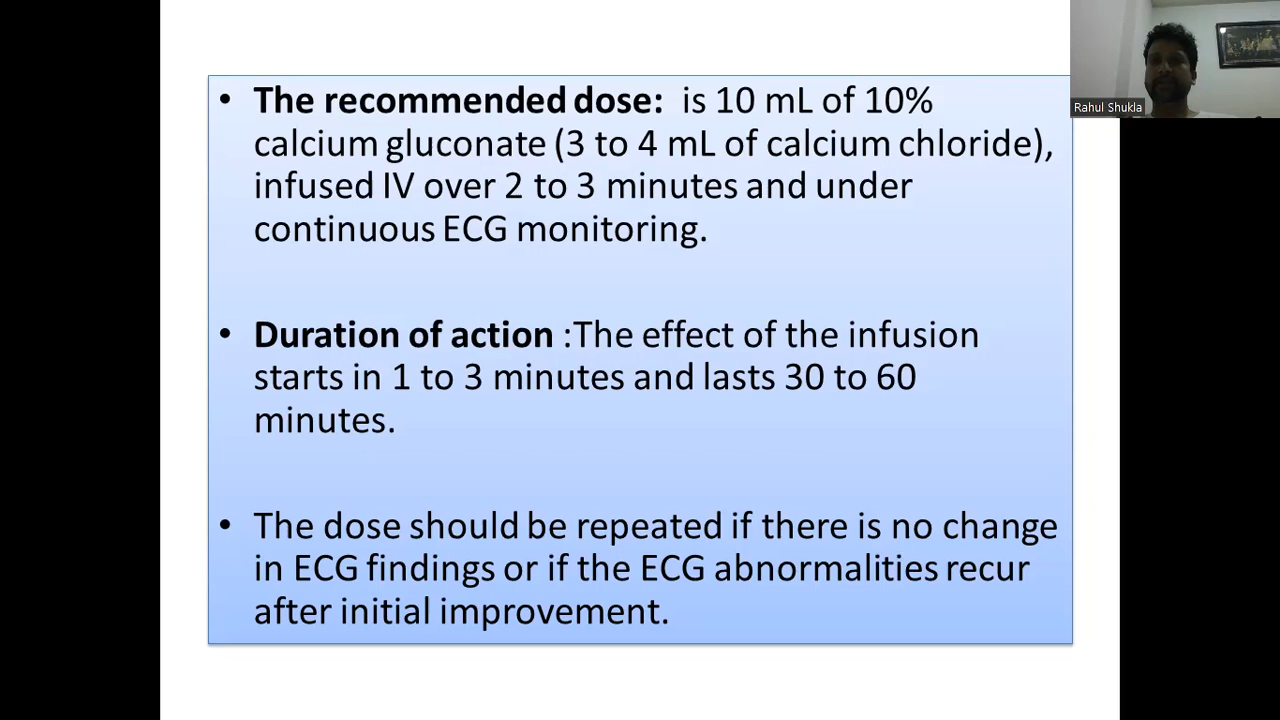 • The recommended dose: is 10 mL of 10%
calcium gluconate (3 to 4 mL of calcium chloride),
infused IV over 2 to 3 minutes and under
continuous ECG monitoring.
• Duration of action :The effect of the infusion
starts in 1 to 3 minutes and lasts 30 to 60
minutes.
• The dose should be repeated if there is no change
in ECG findings or if the ECG abnormalities recur
after initial improvement.
Rahul Shukla